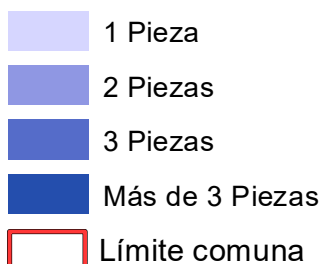 1 Pieza
2 Piezas
3 Piezas
Más de 3 Piezas
Límite comuna